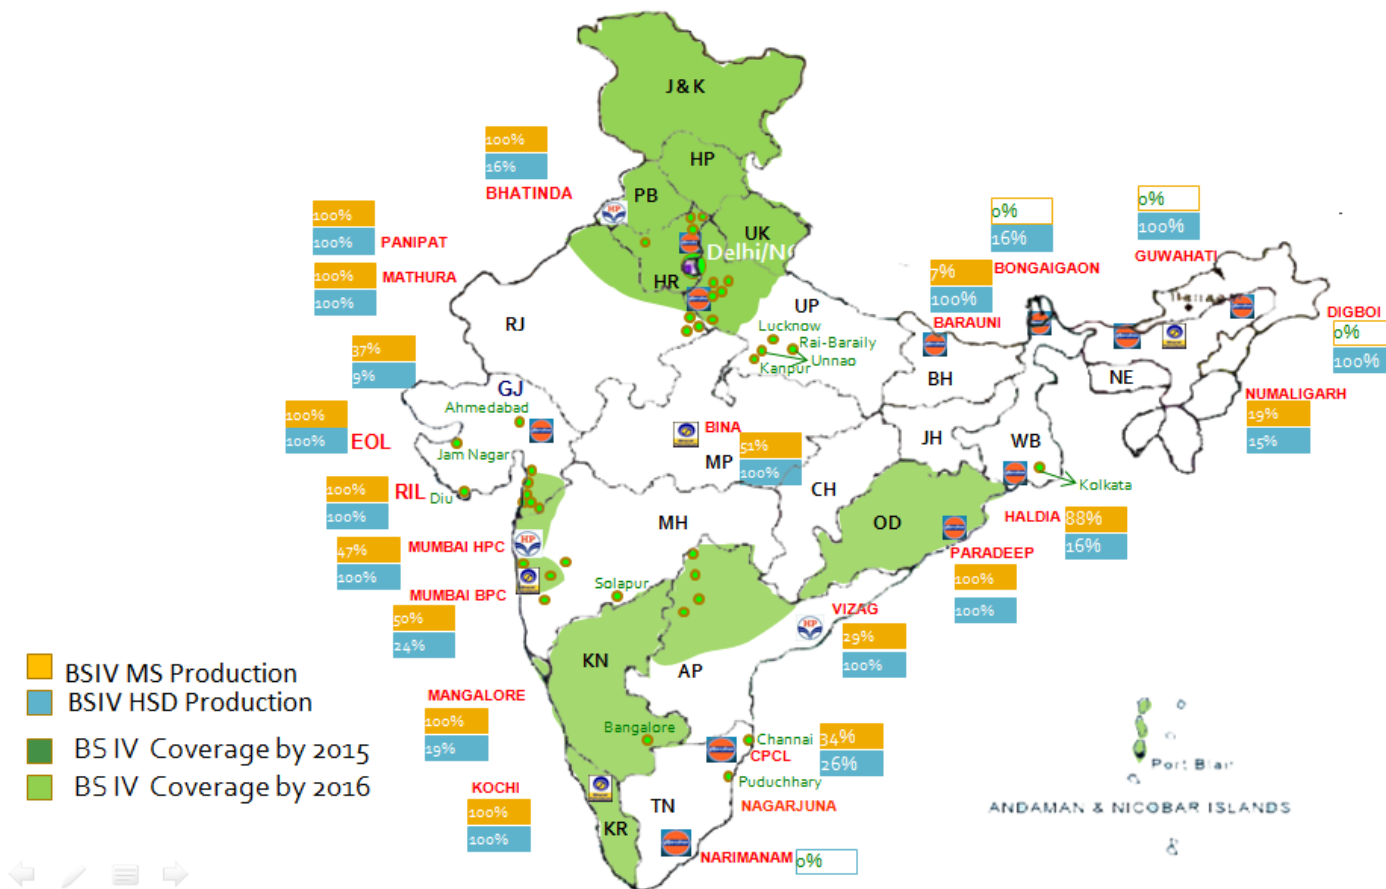 J & K
HP
PB
UK
Delhi/N
HR
RJ
UP
100%
16%
BHATINDA
100%
100%
PANIPAT
100%
MATHURA
100%
37%
9%
GJ
Ahmedabad
100%
100%
EOL
Jam Nagar
100%
RIL
Diu
100%
47%
MUMBAI HPC
100%
MUMBAI BPC
50%
24%
Lucknow
Rai-Baraily
Unnao
Kanpur
0%
16%
BONGAIGAON
0%
100%
GUWAHATI
7%
100%
BARAUNI
DIGBOI
0%
100%
NUMALIGARH
19%
15%
BH
NE
BINA
MP
51%
100%
JH
WB
CH
Kolkata
MH
OD
HALDIA
88%
16%
PARADEEP
100%
100%
Solapur
VIZAG
29%
100%
KN
AP
MANGALORE
100%
19%
Bangalore
Channai
34%
CPCL
26%
Puduchhary
NAGARJUNA
KOCHI
100%
100%
TN
KR
NARIMANAM
0%
HP
HP
HP
BSIV MS Production
BSIV HSD Production
BS IV Coverage by 2015
BS IV Coverage by 2016
Port Blair
ANDAMAN & NICOBAR ISLANDS